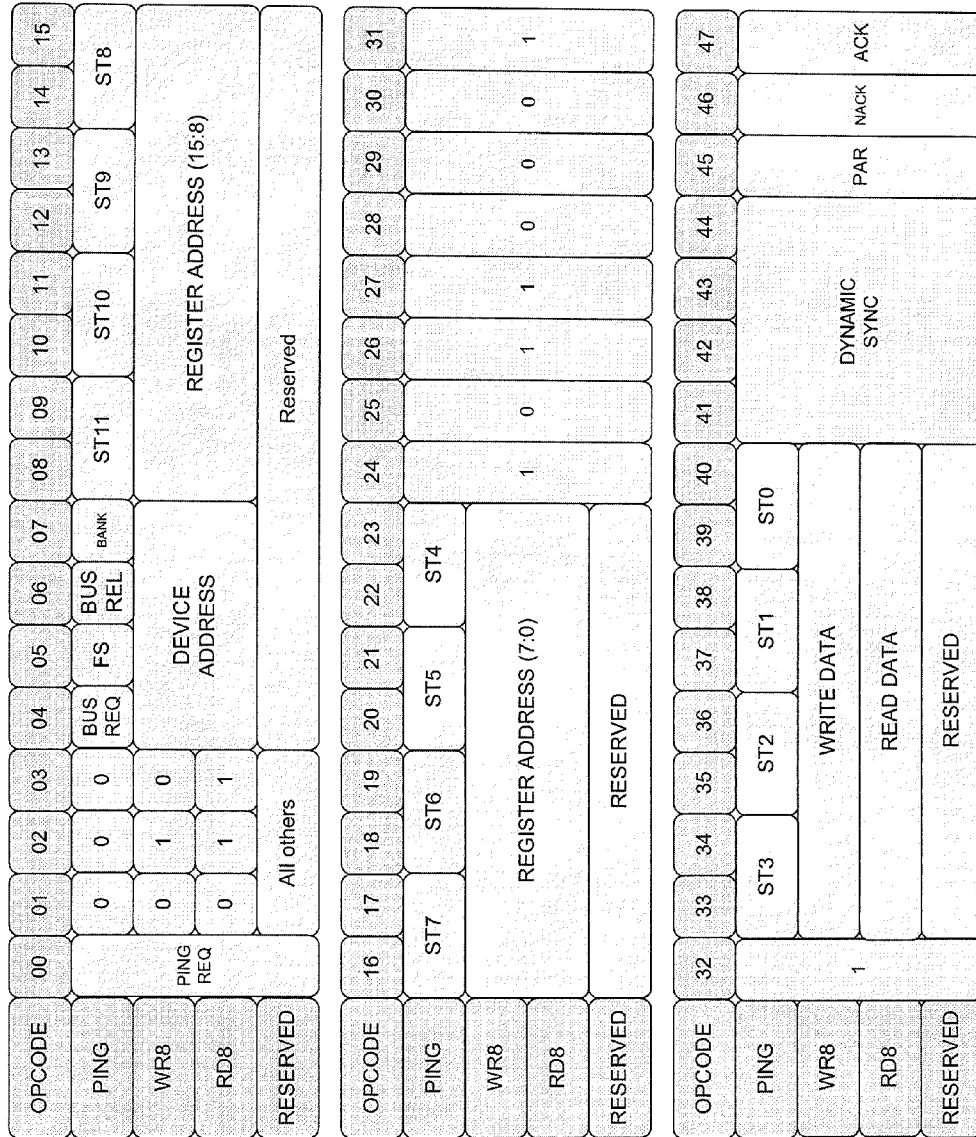 OPCODE 00 01 02 03 04 05 06 07 08 09 10 11 12 13 14 15
PING PING REQ 0 0 0 BUS REQ FS BUS REL BANK ST11 ST10 ST9 ST8
WR8 0 1 0 DEVICE ADDRESS REGISTER ADDRESS (15:8)
RD8 0 1 1
RESERVED All others Reserved
OPCODE 16 17 18 19 20 21 22 23 24 25 26 27 28 29 30 31
PING ST7 ST6 ST5 ST4 1 0 1 1 0 0 0 1
WR8 REGISTER ADDRESS (7:0)
RD8
RESERVED RESERVED
OPCODE 32 33 34 35 36 37 38 39 40 41 42 43 44 45 46 47
PING 1 ST3 ST2 ST1 ST0 DYNAMIC SYNC PAR NACK ACK
WR8 WRITE DATA
RD8 READ DATA
RESERVED RESERVED